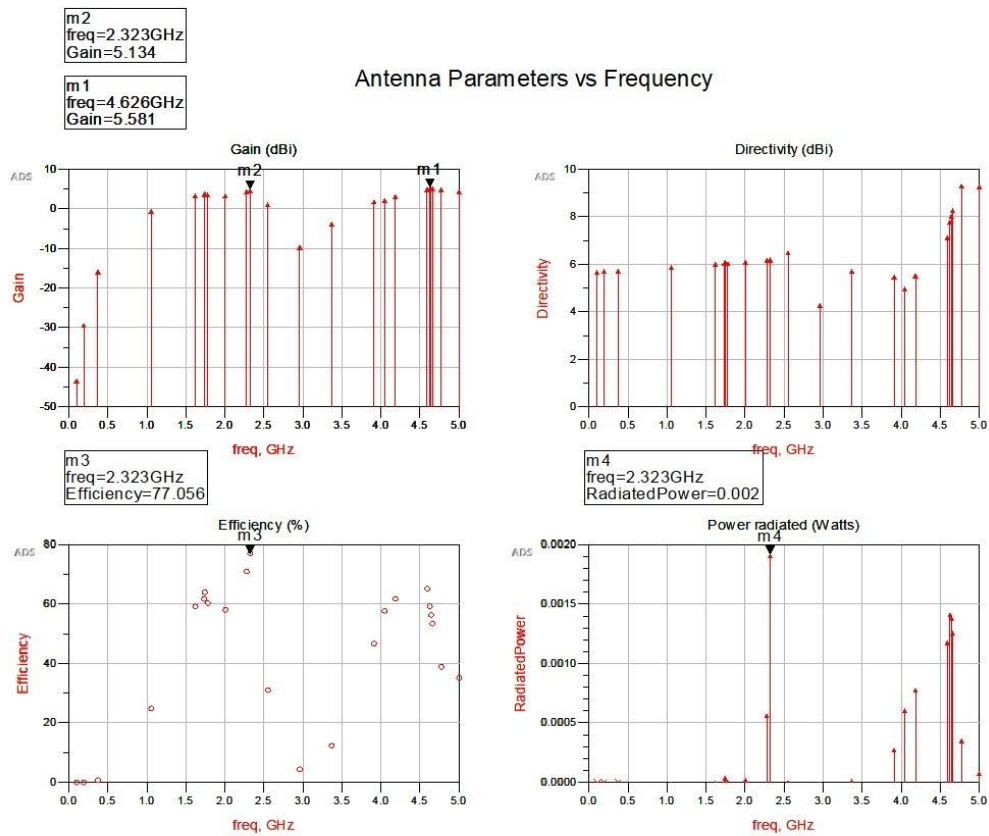 m2
freq=2.323GHz
Gain=5.134
m1
freq=4.626GHz
Gain=5.581
Antenna Parameters vs Frequency
Gain (dBi)
m2
m1
ADS
10
0
-10
-20
-30
-40
-50
Gain
0.0 0.5 1.0 1.5 2.0 2.5 3.0 3.5 4.0 4.5 5.0
freq, GHz
Directivity (dBi)
ADS
10
8
6
4
2
0
Directivity
0.0 0.5 1.0 1.5 2.0 2.5 3.0 3.5 4.0 4.5 5.0
freq, GHz
m3
freq=2.323GHz
Efficiency=77.056
Efficiency (%)
m3
ADS
80
60
40
20
0
Efficiency
0.0 0.5 1.0 1.5 2.0 2.5 3.0 3.5 4.0 4.5 5.0
freq, GHz
m4
freq=2.323GHz
RadiatedPower=0.002
Power radiated (Watts)
m4
ADS
0.0020
0.0015
0.0010
0.0005
0.0000
RadiatedPower
0.0 0.5 1.0 1.5 2.0 2.5 3.0 3.5 4.0 4.5 5.0
freq, GHz